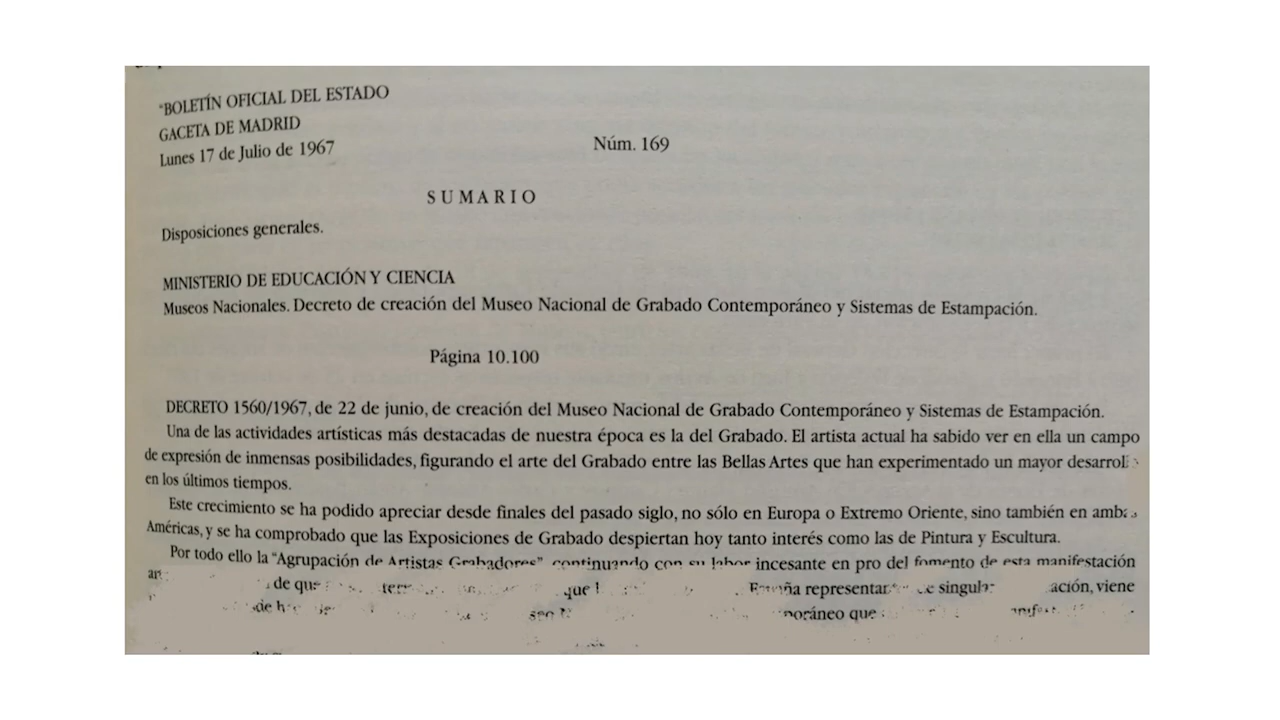 "BOLETÍN OFICIAL DEL ESTADO
GACETA DE MADRID
Lunes 17 de Julio de 1967
Núm. 169
SUMARIO
Disposiciones generales.
MINISTERIO DE EDUCACIÓN Y CIENCIA
Museos Nacionales. Decreto de creación del Museo Nacional de Grabado Contemporáneo y Sistemas de Estampación.
Página 10.100
DECRETO 1560/1967, de 22 de junio, de creación del Museo Nacional de Grabado Contemporáneo y Sistemas de Estampación.
Una de las actividades artísticas más destacadas de nuestra época es la del Grabado. El artista actual ha sabido ver en ella un campo
de expresión de inmensas posibilidades, figurando el arte del Grabado entre las Bellas Artes que han experimentado un mayor
en los últimos tiempos.
Este crecimiento se ha podido apreciar desde finales del pasado siglo, no sólo en Europa o Extremo Oriente, sino también en
Américas, y se ha comprobado que las Exposiciones de Grabado despiertan hoy tanto interés como las de Pintura y Escultura.
Por todo ello la "Agrupación de Artistas Grabadores" continuando con su labor incesante en pro del fomento de esta manifestación
de que viene
que